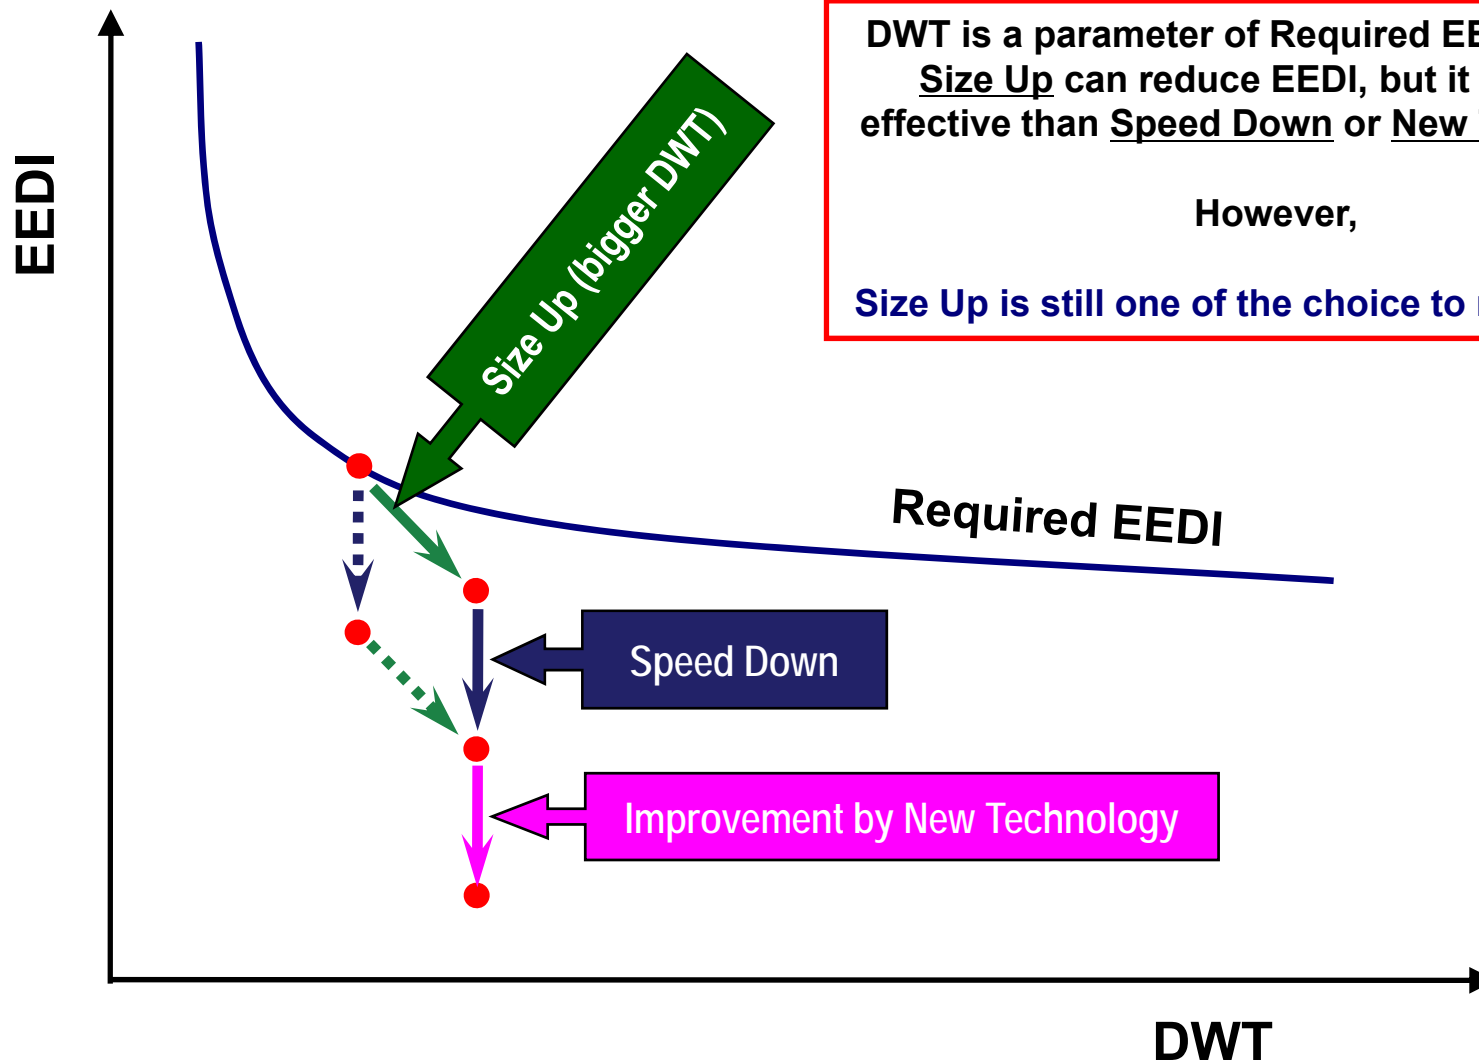 DWT is a parameter of Required
Size Up can reduce EEDI, but it
effective than Speed Down or New
However,
Size Up is still one of the choice to
EEDI
Size Up (bigger DWT)
Required EEDI
Speed Down
Improvement by New Technology
DWT